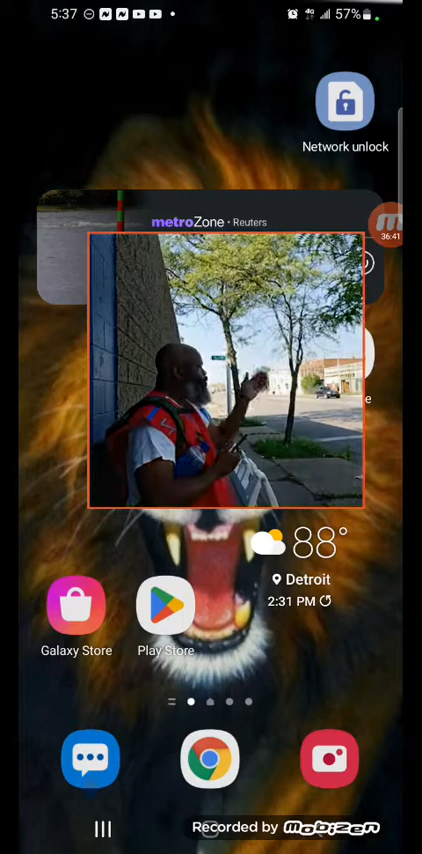 5:37
4G
57%
Network unlock
metroZone • Reuters
36:41
e
88°
Detroit
2:31 PM
Galaxy Store
Play Store
Recorded by mobizen